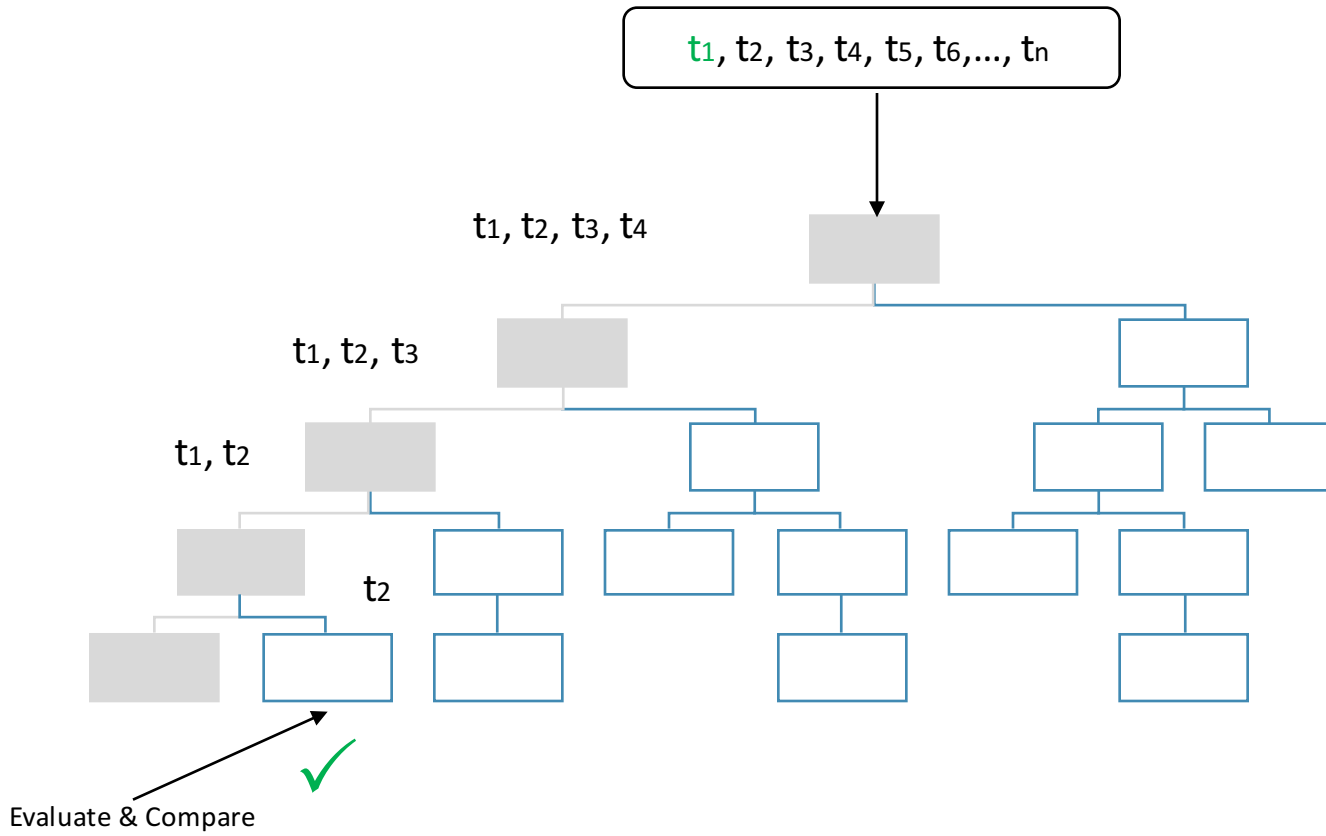 t1, t2, t3, t4, t5, t6,..., tn
t1, t2, t3, t4
t1, t2, t3
t1, t2
t2
Evaluate & Compare